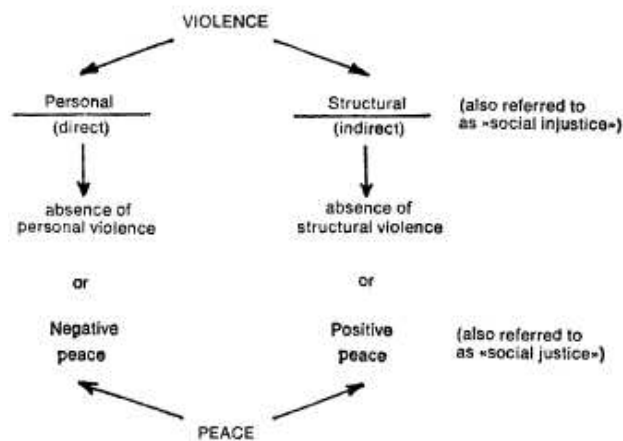 VIOLENCE
Personal
(direct)
Structural
(indirect)
(also referred to
as «social injustice»)
absence of
personal violence
absence of
structural violence
or
or
Negative
peace
Positive
peace
(also referred to
as «social justice»)
PEACE